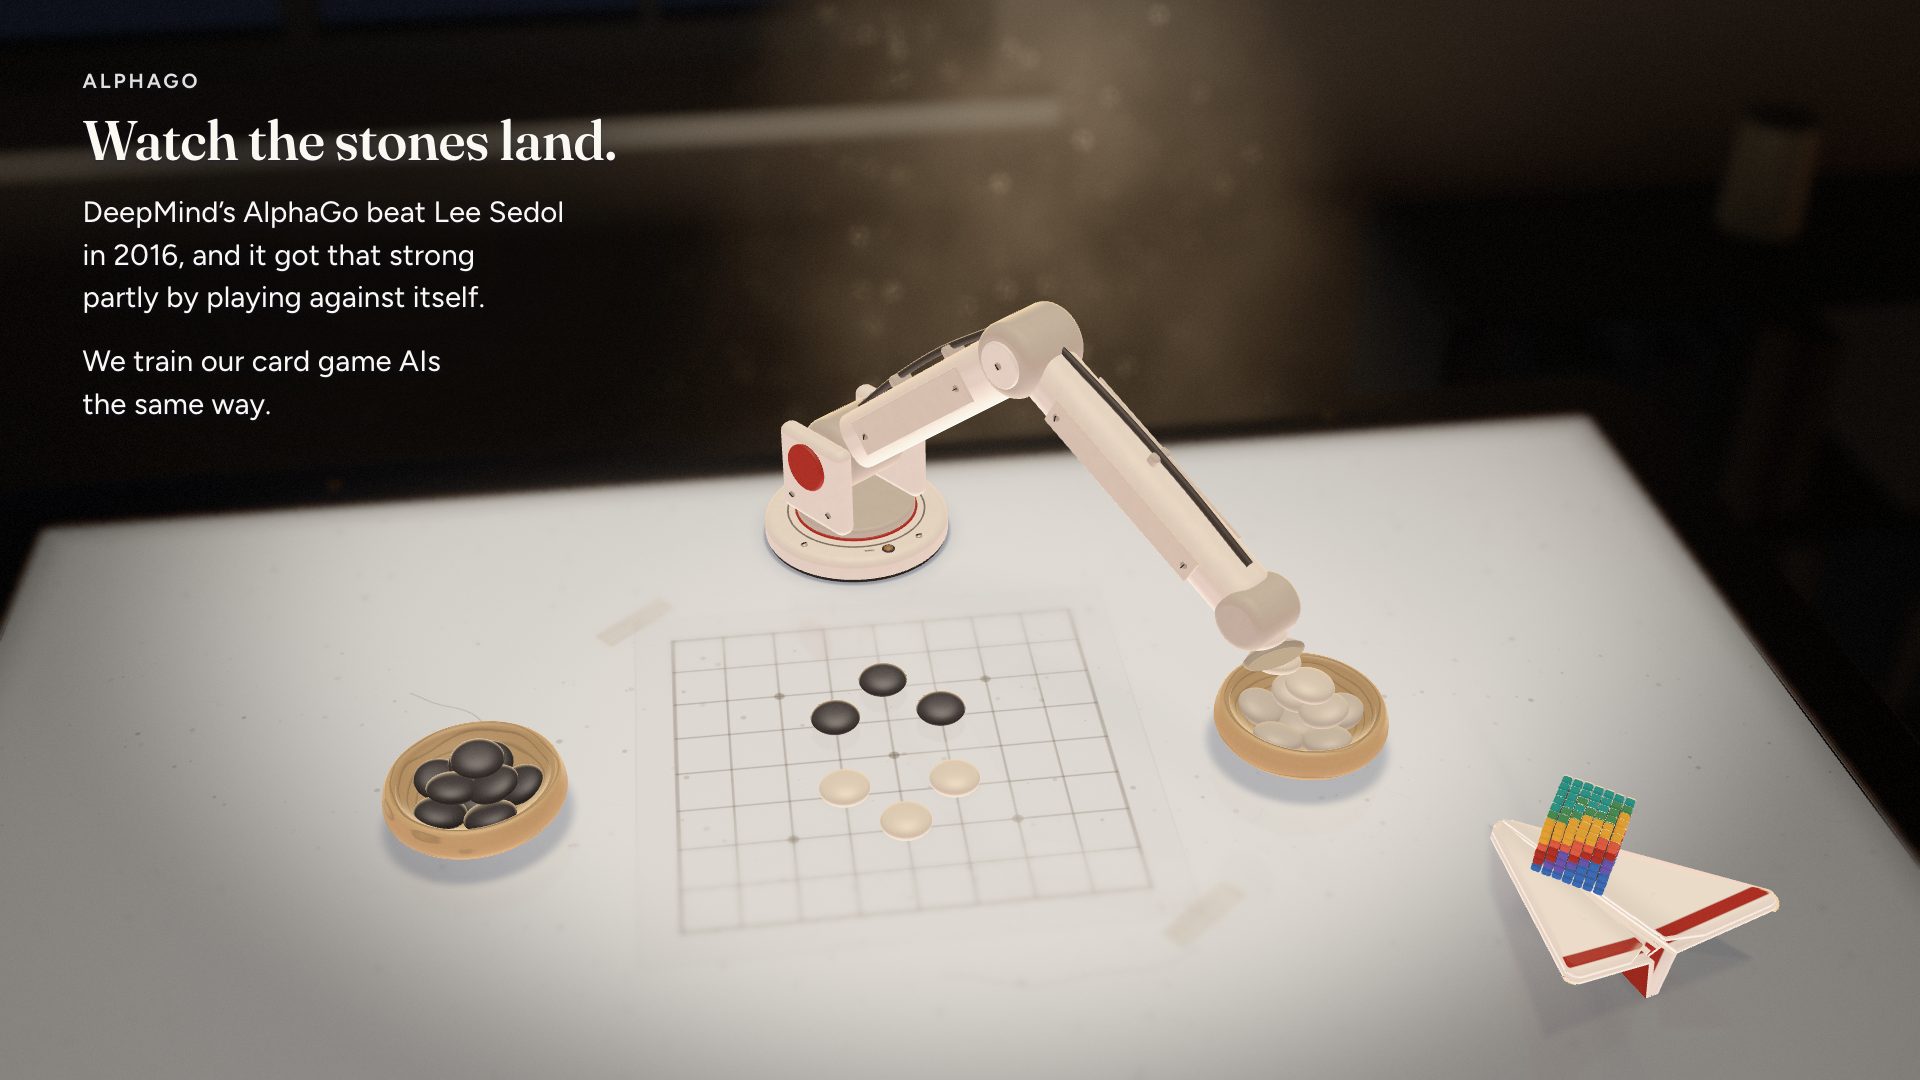 ALPHAGO
Watch the stones land.
DeepMind’s AlphaGo beat Lee Sedol
in 2016, and it got that strong
partly by playing against itself.
We train our card game AIs
the same way.